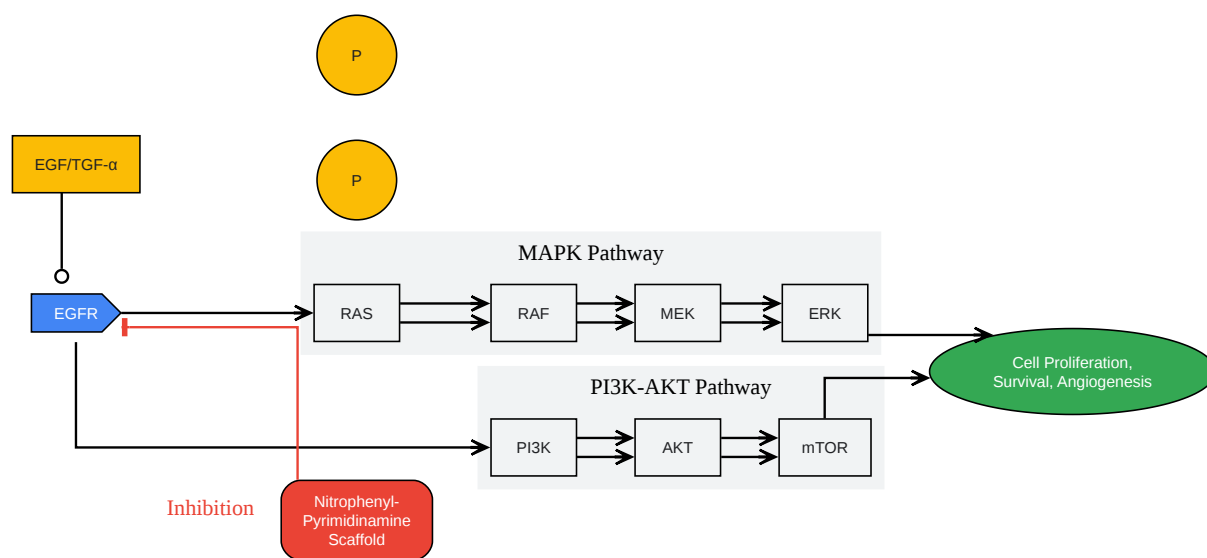 P
P
EGF/TGF-α
MAPK Pathway
EGFR
RAS
RAF
MEK
ERK
Cell Proliferation,
Survival, Angiogenesis
PI3K-AKT Pathway
PI3K
AKT
mTOR
Inhibition
Nitrophenyl-
Pyrimidinamine
Scaffold